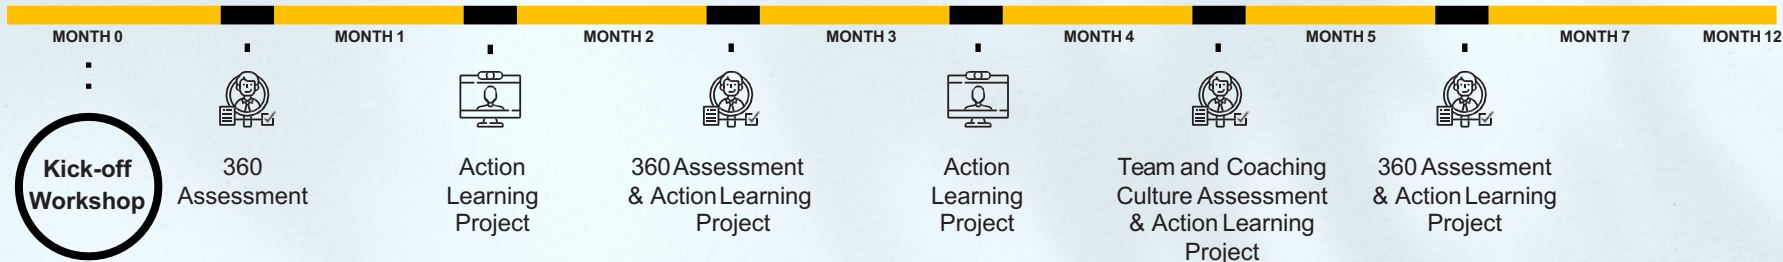 MONTH 0
MONTH 1
MONTH 2
MONTH 3
MONTH 4
MONTH 5
MONTH 7
MONTH 12
Kick-off
Workshop
360
Assessment
Action
Learning
Project
360 Assessment
& Action Learning
Project
Action
Learning
Project
Team and Coaching
Culture Assessment
& Action Learning
Project
360 Assessment
& Action Learning
Project